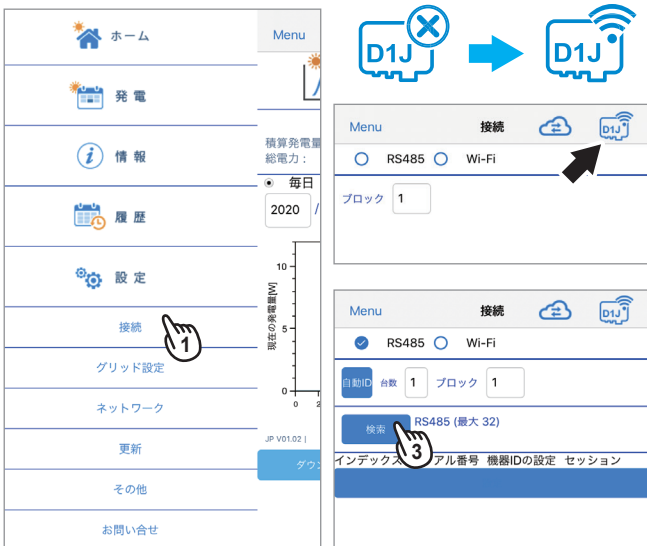 ホーム
発 電
情 報
履 歴
設 定
接続
1
グリッド設定
ネットワーク
更新
その他
お問い合せ
Menu
積算発電量
総電力：
毎日
2020 /
現在の発電量[W]
10
5
0
0
JP V01.02 |
ダウ
D1J
D1J
Menu 接続 D1J
RS485 Wi-Fi
ブロック 1
Menu 接続 D1J
RS485 Wi-Fi
自動ID 台数 1 ブロック 1
検索 RS485 (最大 32)
3
インデックス アル番号 機器IDの設定 セッション